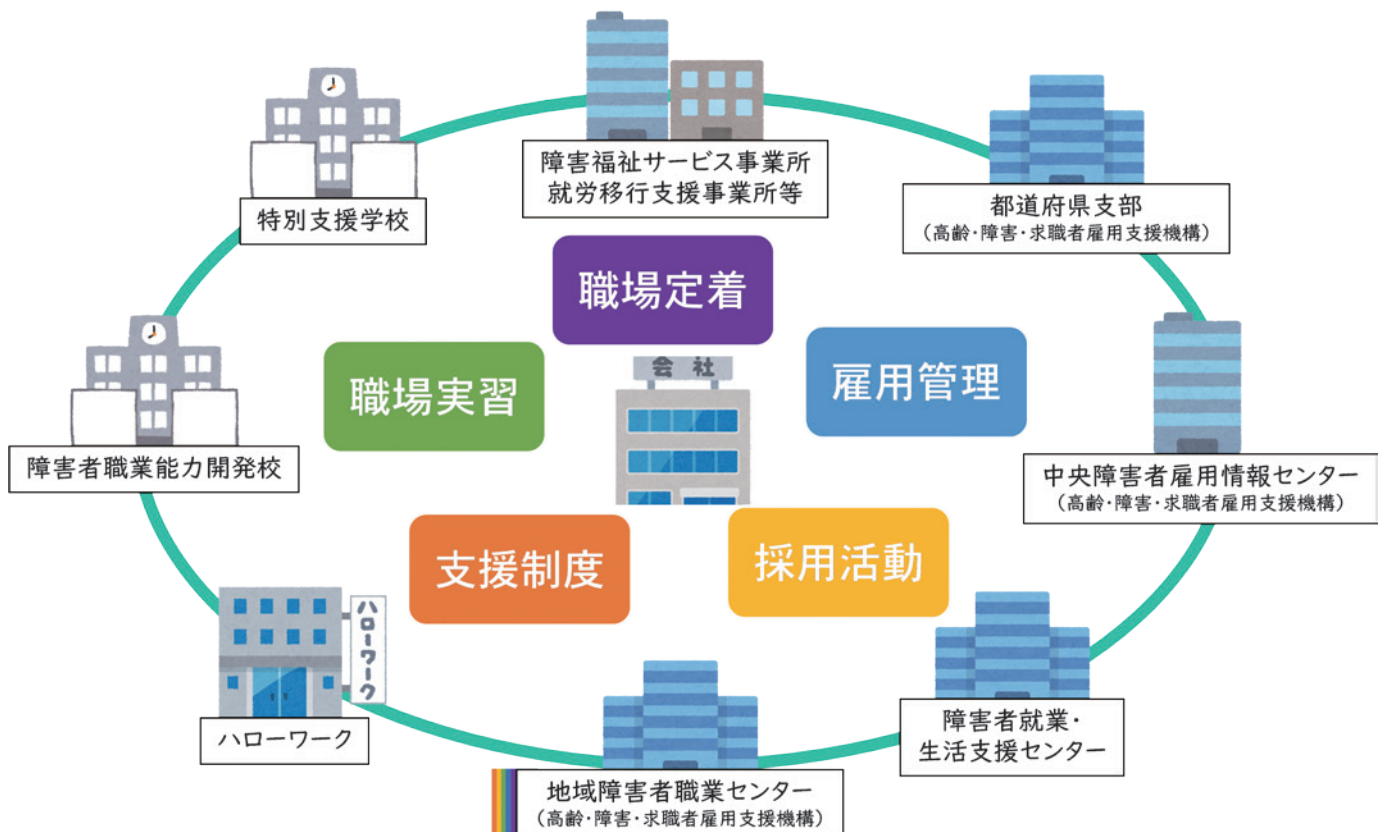 障害福祉サービス事業所
就労移行支援事業所等
特別支援学校
都道府県支部
(高齢・障害・求職者雇用支援機構)
職場定着
職場実習
会社
雇用管理
障害者職業能力開発校
中央障害者雇用情報センター
(高齢・障害・求職者雇用支援機構)
支援制度
採用活動
ハローワーク
ハローワーク
障害者就業・
生活支援センター
地域障害者職業センター
(高齢・障害・求職者雇用支援機構)